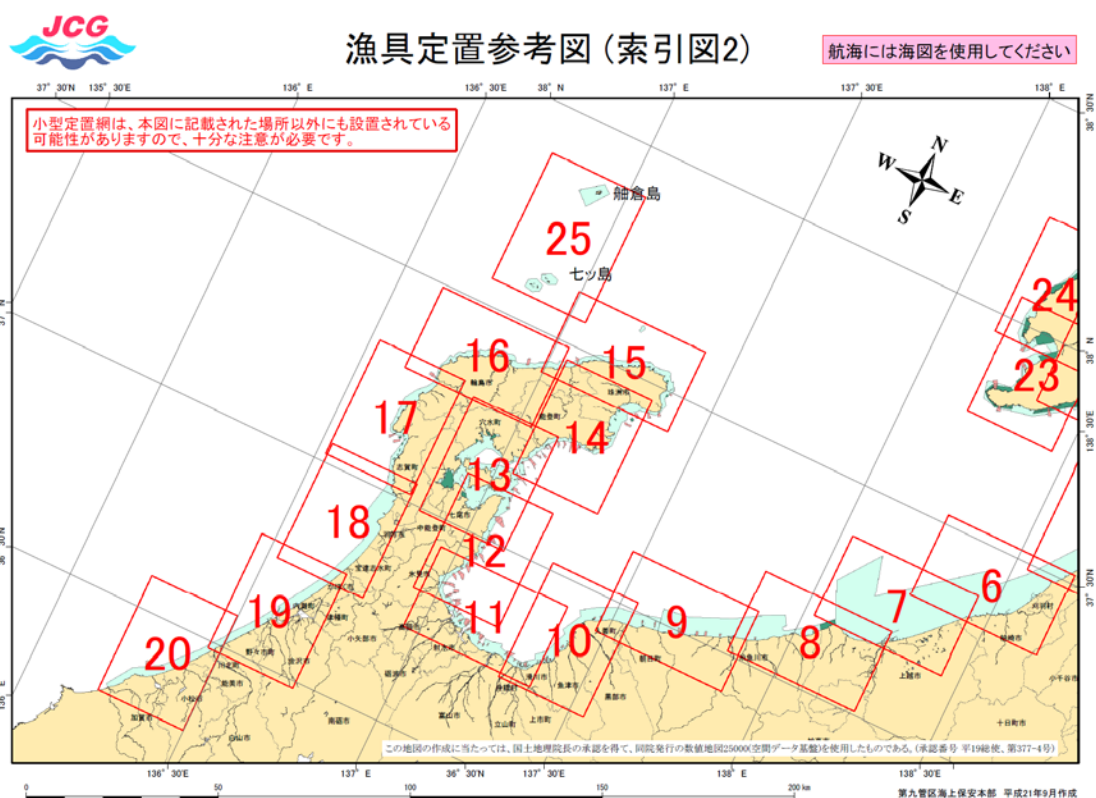 JCG
漁具定置参考図 (索引図2)
航海には海図を使用してください
37° 30'N 135° 30'E 136° E 136° 30'E 38° N 137° E 137° 30'E 138° E
38° 30'N
小型定置網は、本図に記載された場所以外にも設置されている
可能性がありますので、十分な注意が必要です。
N
W
E
S
舳倉島
25
七ッ島
24
37° N
38° N
16
15
23
輪島市
珠洲市
17
能登町
穴水町
14
138° 30'E
志賀町
13
七尾市
18
中能登町
羽咋市
12
36° 30'N
宝達志水町
氷見市
37° 30'N
かほく市
6
19
内灘町
津幡町
11
9
7
刈羽村
高岡市
入善町
柏崎市
小矢部市
射水市
10
8
20
野々市町
金沢市
朝日町
糸魚川市
川北町
砺波市
滑川市
上越市
小千谷市
能美市
舟橋村
魚津市
小松市
黒部市
136° E
加賀市
南砺市
富山市
立山町
上市町
十日町市
白山市
妙高市
この地図の作成に当たっては、国土地理院長の承認を得て、同院発行の数値地図25000(空間データ基盤)を使用したものである。(承認番号 平19総使、第377-4号)
136° 30'E 137° E 36° 30'N 137° 30'E 138° E 138° 30'E
0 50 100 150 200 km
第九管区海上保安本部 平成21年9月作成